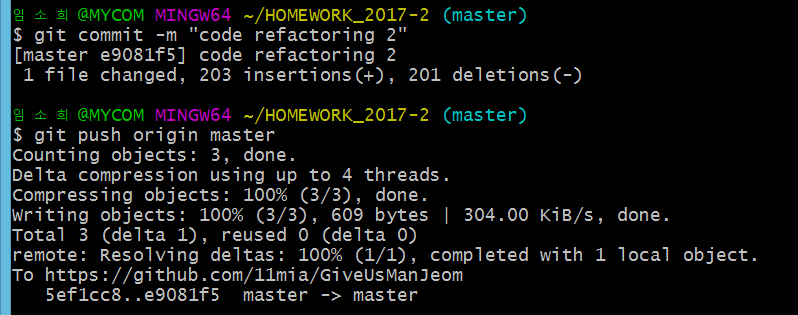 임 소 희 @MYCOM MINGW64 ~/HOMEWORK_2017-2 (master)
$ git commit -m "code refactoring 2"
[master e9081f5] code refactoring 2
 1 file changed, 203 insertions(+), 201 deletions(-)
임 소 희 @MYCOM MINGW64 ~/HOMEWORK_2017-2 (master)
$ git push origin master
Counting objects: 3, done.
Delta compression using up to 4 threads.
Compressing objects: 100% (3/3), done.
Writing objects: 100% (3/3), 609 bytes | 304.00 KiB/s, done.
Total 3 (delta 1), reused 0 (delta 0)
remote: Resolving deltas: 100% (1/1), completed with 1 local object.
To https://github.com/11mia/GiveUsManJeom
   5ef1cc8..e9081f5  master -> master